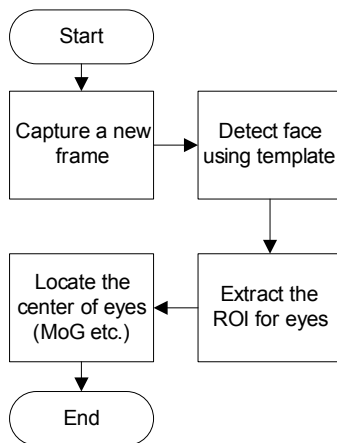 Start
Capture a new
frame
Detect face
using template
Extract the
ROI for eyes
Locate the
center of eyes
(MoG etc.)
End